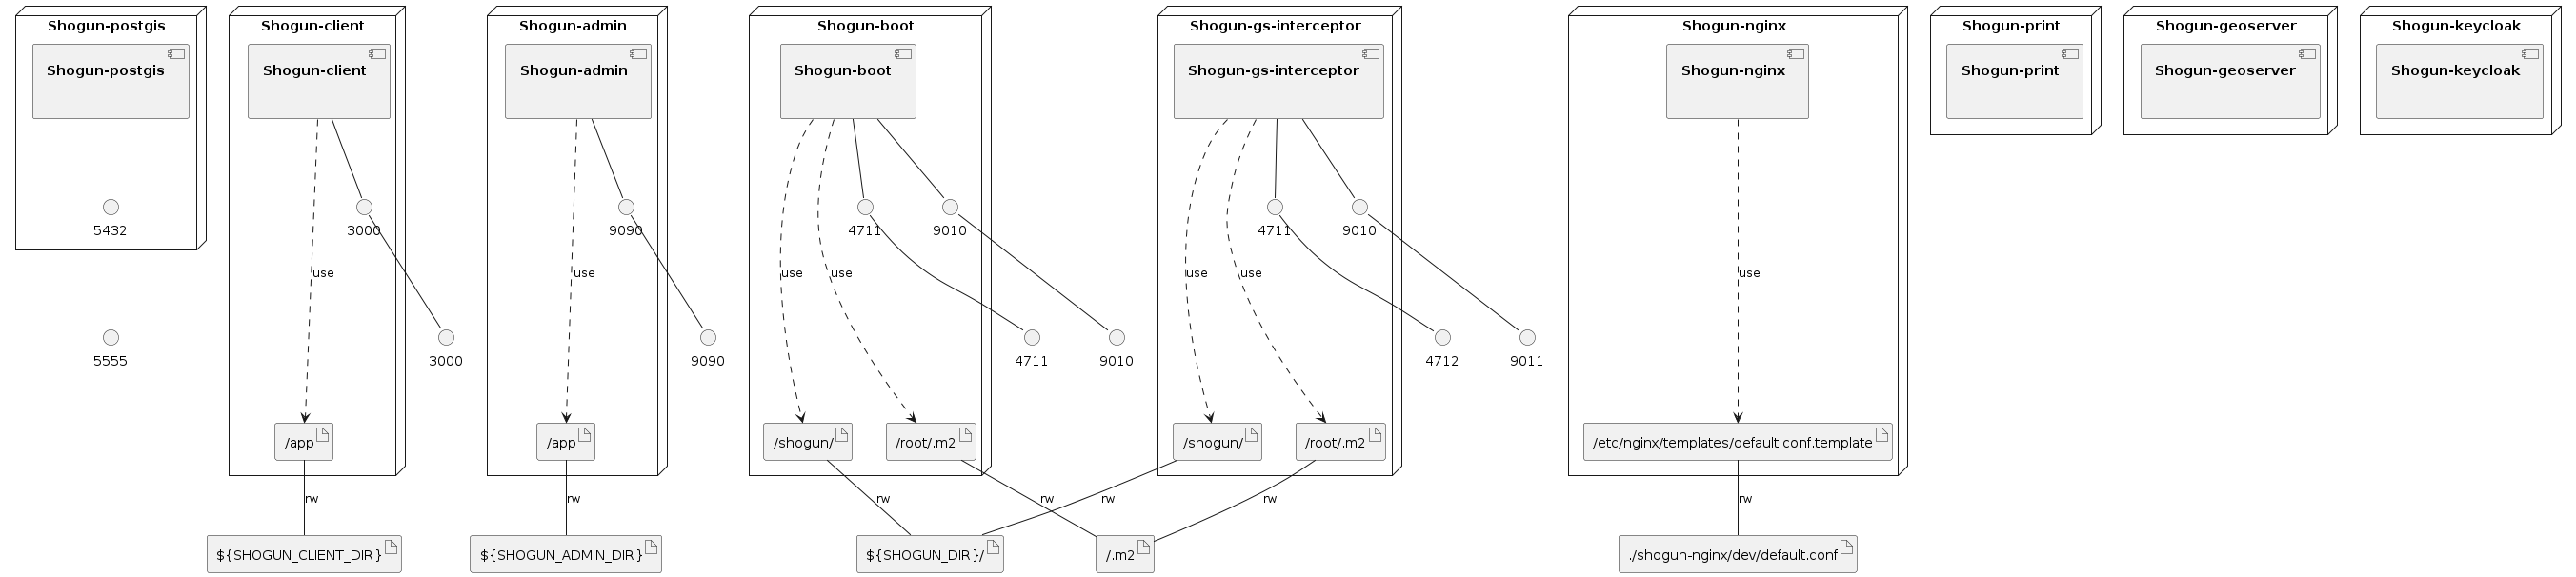 Shogun-postgis
Shogun-client
Shogun-admin
Shogun-boot
Shogun-gs-interceptor
Shogun-nginx
Shogun-print
Shogun-geoserver
Shogun-keycloak
Shogun-postgis
Shogun-client
Shogun-admin
Shogun-boot
Shogun-gs-interceptor
Shogun-nginx
Shogun-print
Shogun-geoserver
Shogun-keycloak
5432
3000
9090
4711
9010
4711
9010
use
use
use
use
use
use
use
5555
3000
9090
4711
9010
4712
9011
/app
/app
/shogun/
/root/.m2
/shogun/
/root/.m2
/etc/nginx/templates/default.conf.template
rw
rw
rw
rw
rw
rw
rw
${SHOGUN_CLIENT_DIR}
${SHOGUN_ADMIN_DIR}
${SHOGUN_DIR}/
/.m2
./shogun-nginx/dev/default.conf